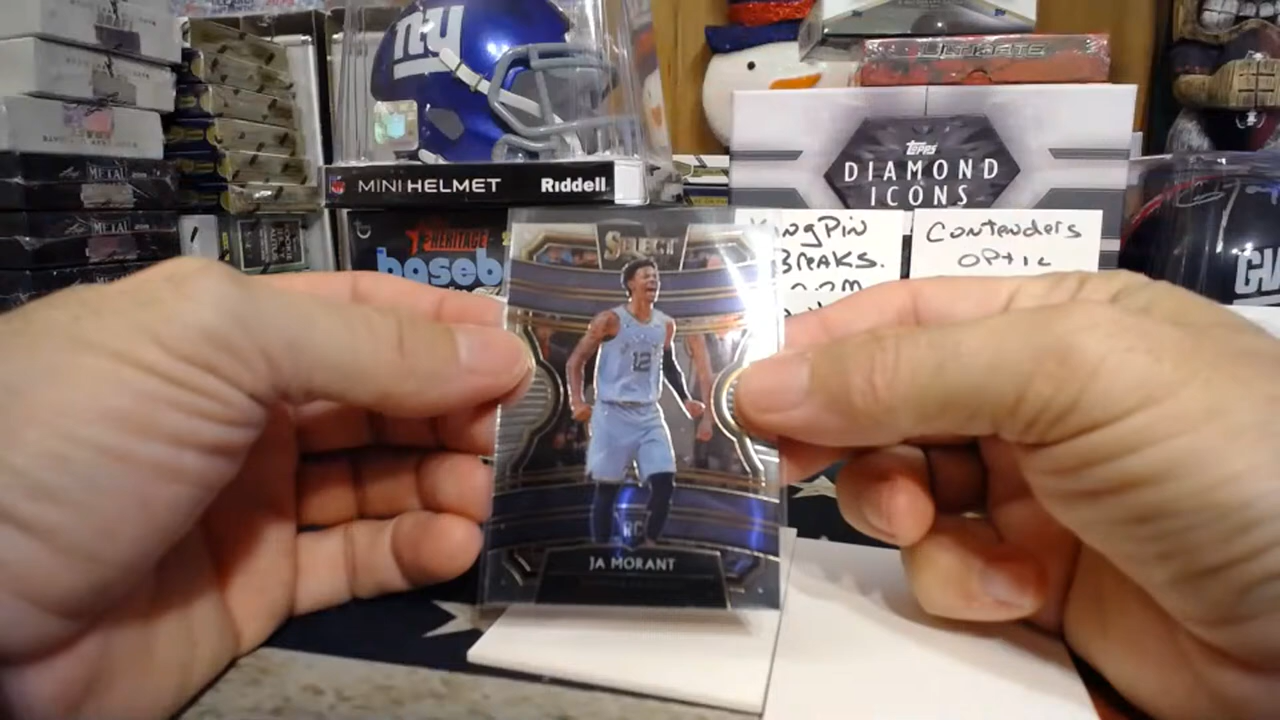 ny
METAL
METAL
MINI HELMET
Riddell
HERITAGE
baseb
ULTIMATE
TOPPS
DIAMOND
ICONS
KingPin
BREAKS.
Contenders
OPTIC
SELECT
12
RC
JA MORANT